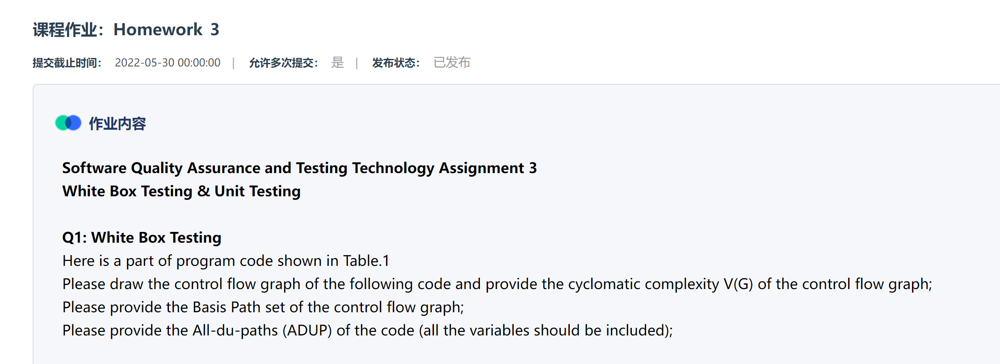 课程作业：Homework 3
提交截止时间： 2022-05-30 00:00:00 | 允许多次提交： 是 | 发布状态： 已发布
作业内容
Software Quality Assurance and Testing Technology Assignment 3
White Box Testing & Unit Testing
Q1: White Box Testing
Here is a part of program code shown in Table.1
Please draw the control flow graph of the following code and provide the cyclomatic complexity V(G) of the control flow graph;
Please provide the Basis Path set of the control flow graph;
Please provide the All-du-paths (ADUP) of the code (all the variables should be included);